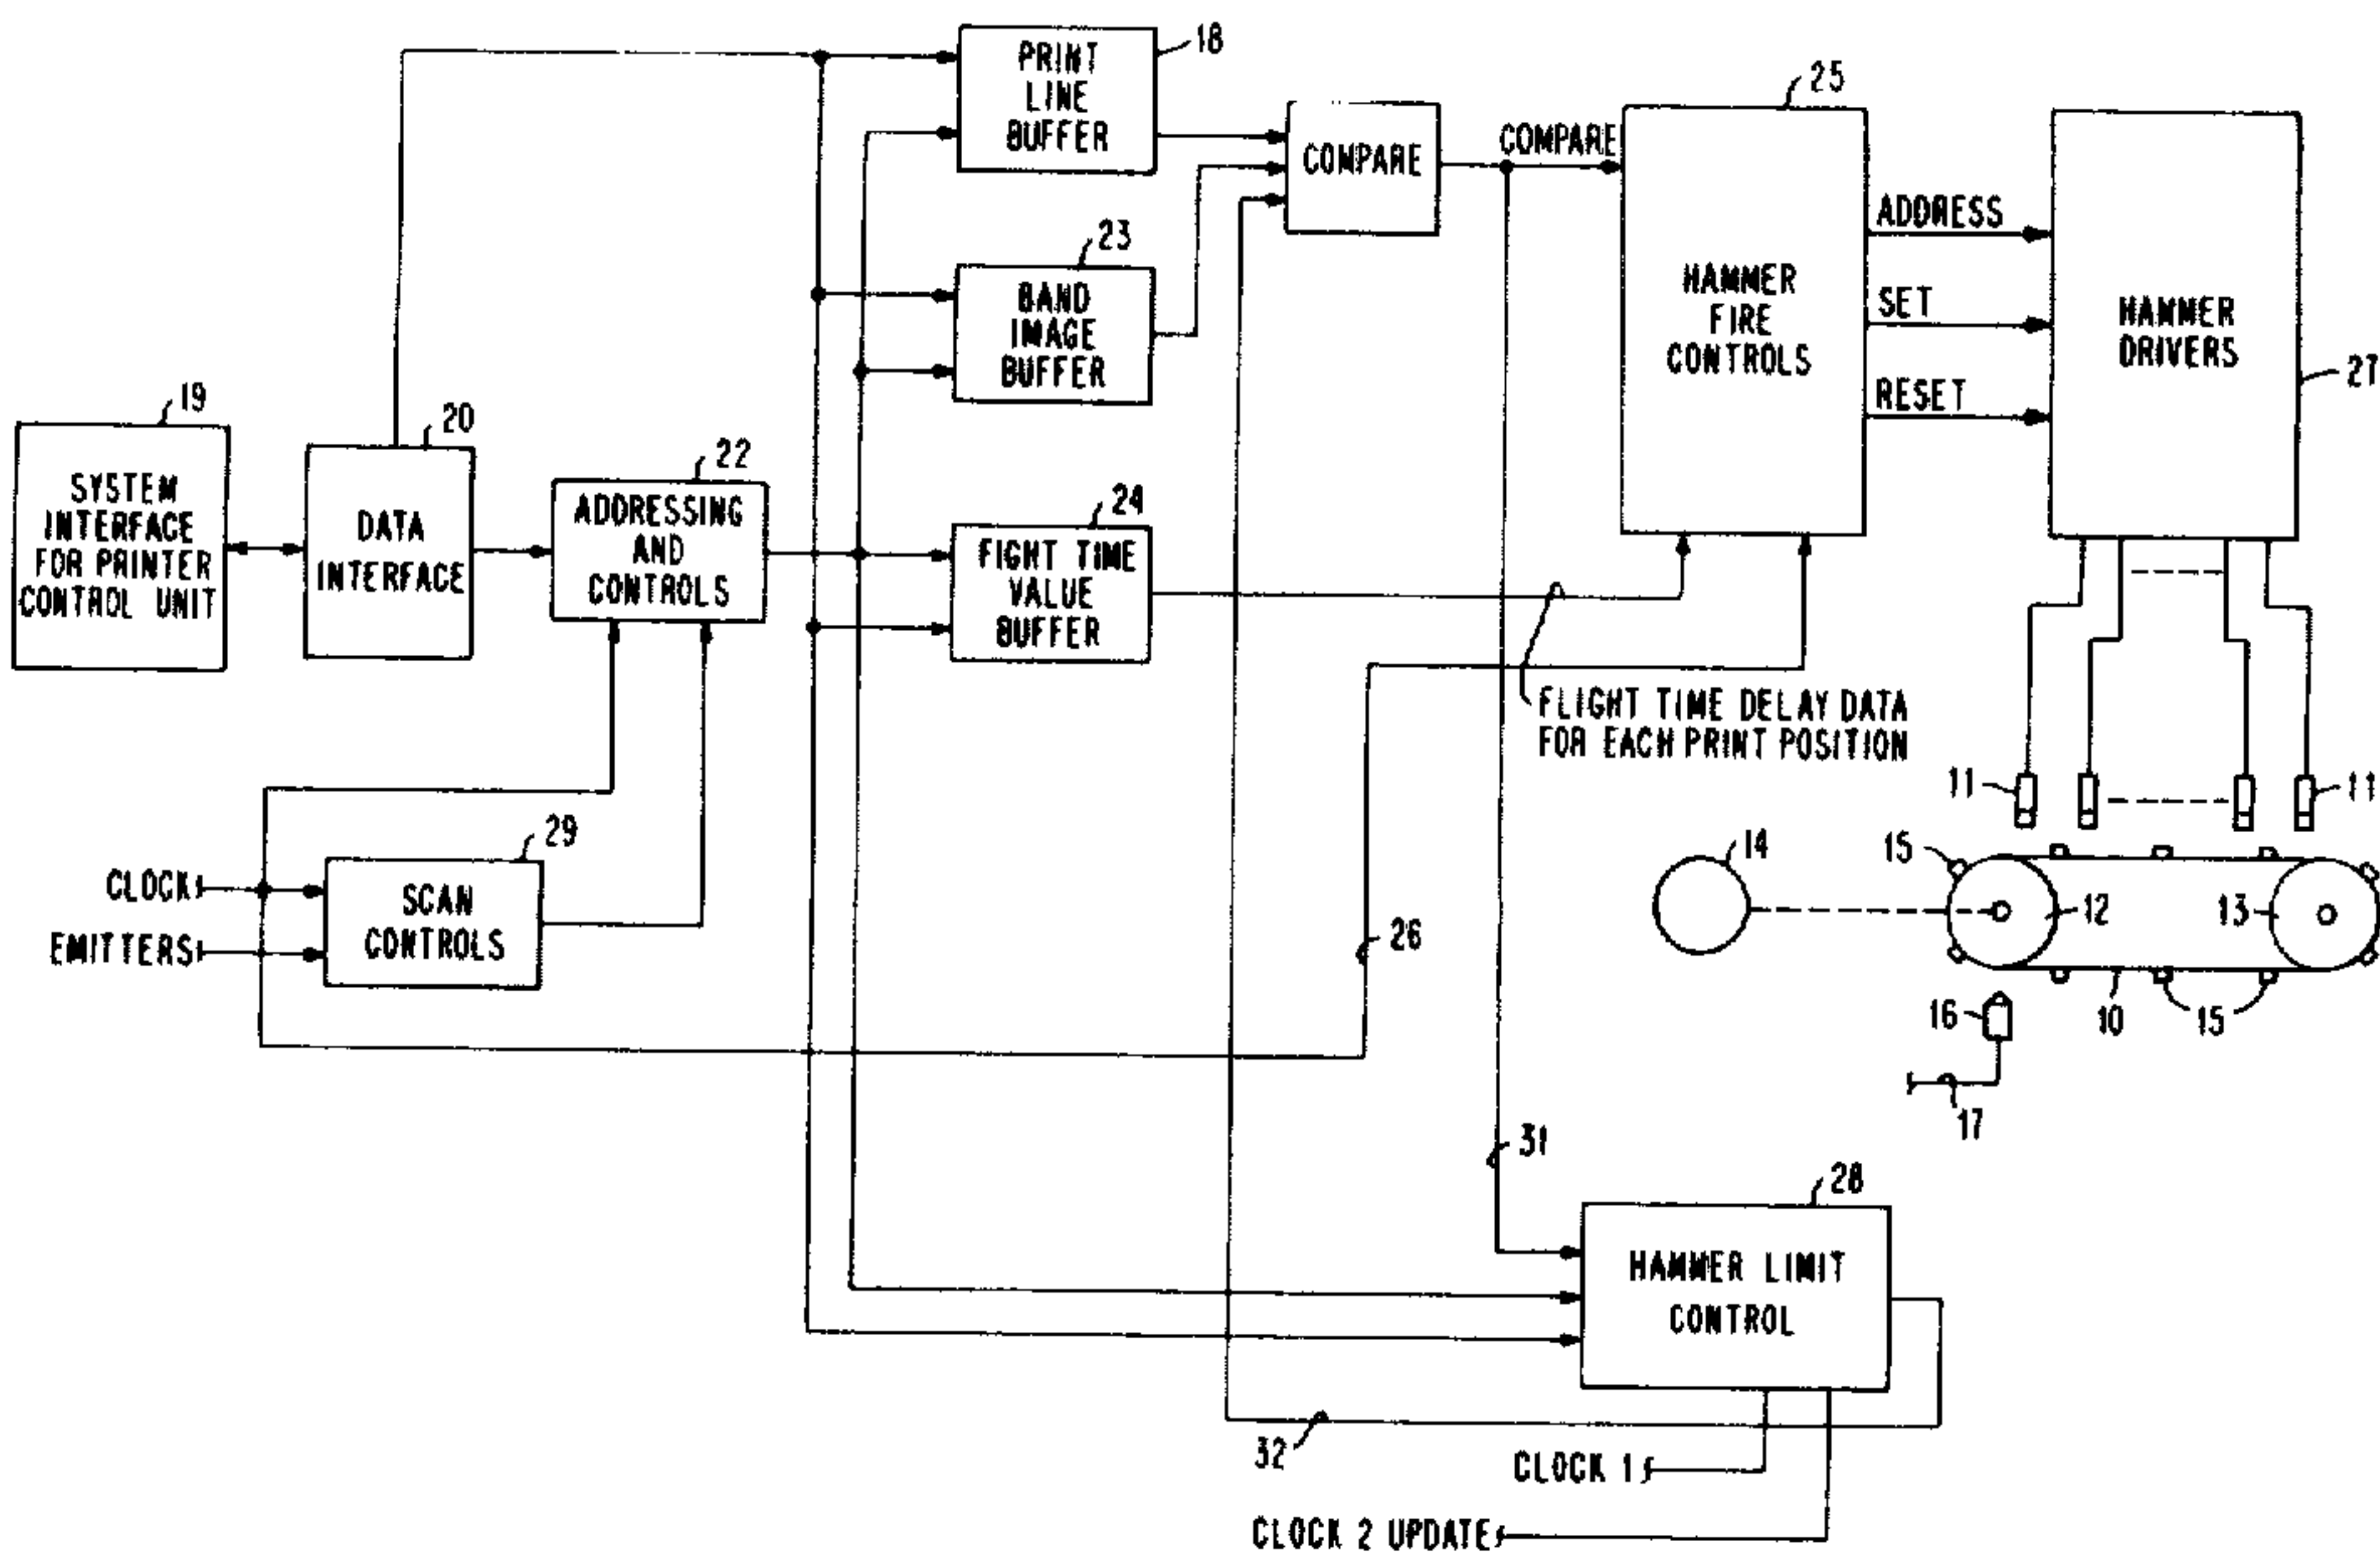 18
PRINT
LINE
BUFFER
25
COMPARE
COMPARE
HAMMER
FIRE
CONTROLS
ADDRESS
SET
RESET
HAMMER
DRIVERS
27
23
BAND
IMAGE
BUFFER
19
SYSTEM
INTERFACE
FOR PRINTER
CONTROL UNIT
20
DATA
INTERFACE
22
ADDRESSING
AND
CONTROLS
24
FIGHT TIME
VALUE
BUFFER
FLIGHT TIME DELAY DATA
FOR EACH PRINT POSITION
11
11
29
CLOCK
EMITTERS
SCAN
CONTROLS
26
14
15
12
13
16
10
15
17
31
28
HAMMER LIMIT
CONTROL
32
CLOCK 1
CLOCK 2 UPDATE